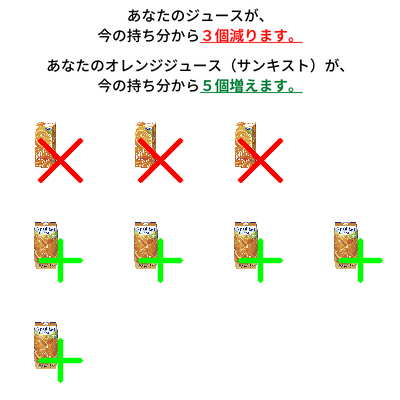 あなたのジュースが、
今の持ち分から３個減ります。
あなたのオレンジジュース（サンキスト）が、
今の持ち分から５個増えます。